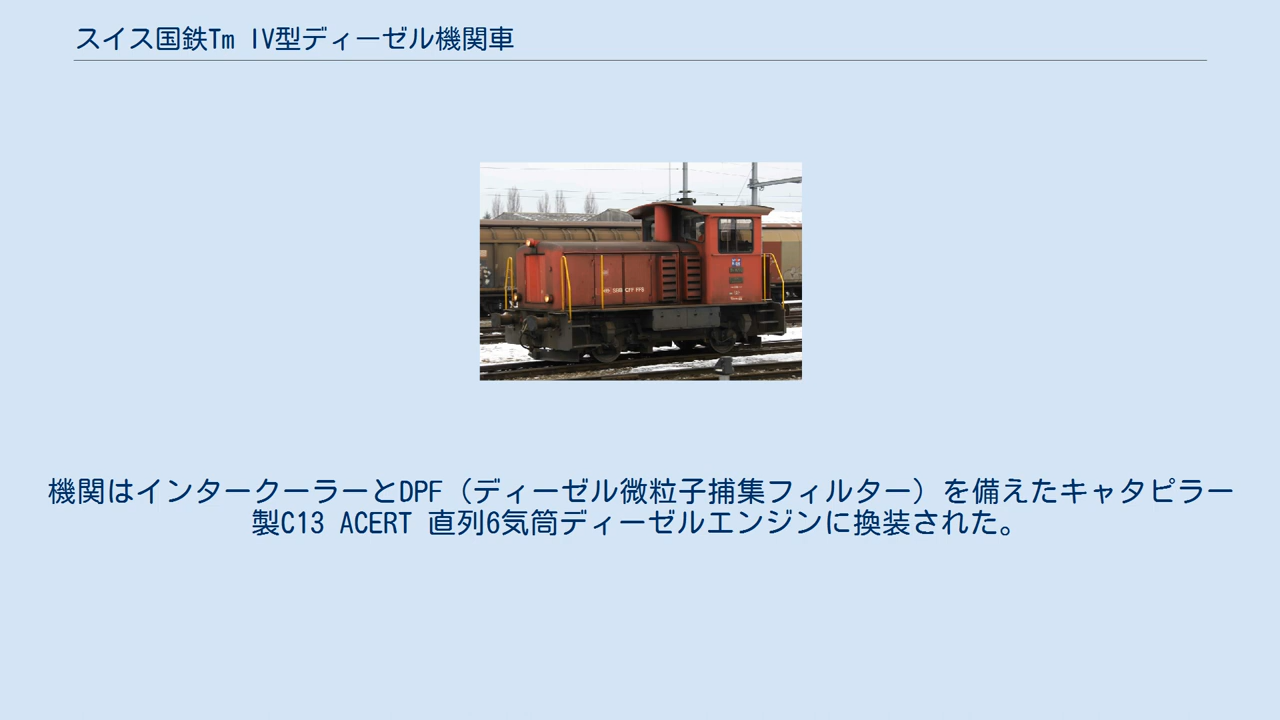 スイス国鉄Tm IV型ディーゼル機関車
機関はインタークーラーとDPF（ディーゼル微粒子捕集フィルター）を備えたキャタピラー
製C13 ACERT 直列6気筒ディーゼルエンジンに換装された。